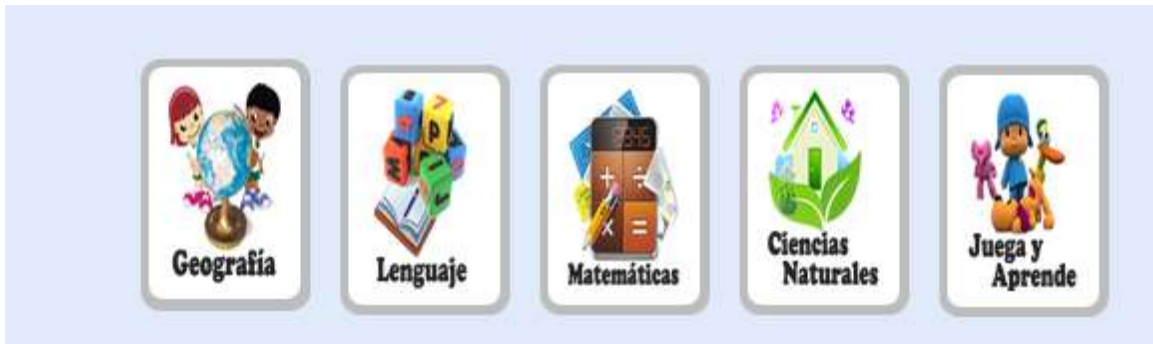 Geografía
Lenguaje
Matemáticas
Ciencias
Naturales
Juega y
Aprende